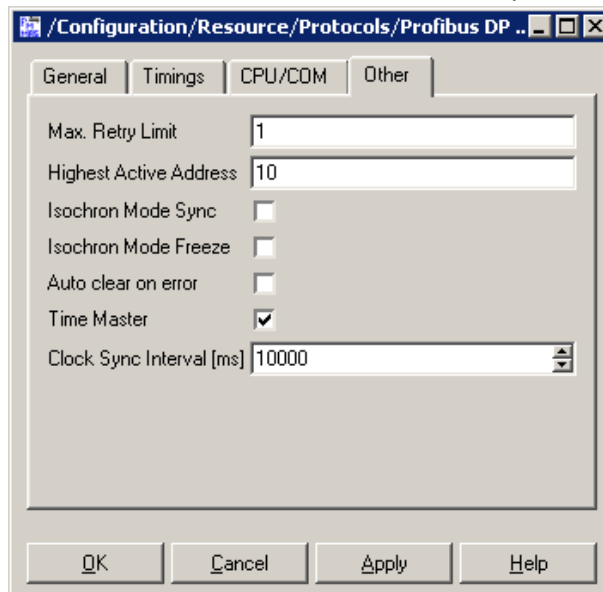 /Configuration/Resource/Protocols/Profibus DP ..
General Timings CPU/COM Other
Max. Retry Limit 1
Highest Active Address 10
Isochron Mode Sync
Isochron Mode Freeze
Auto clear on error
Time Master
Clock Sync Interval [ms] 10000
OK Cancel Apply Help